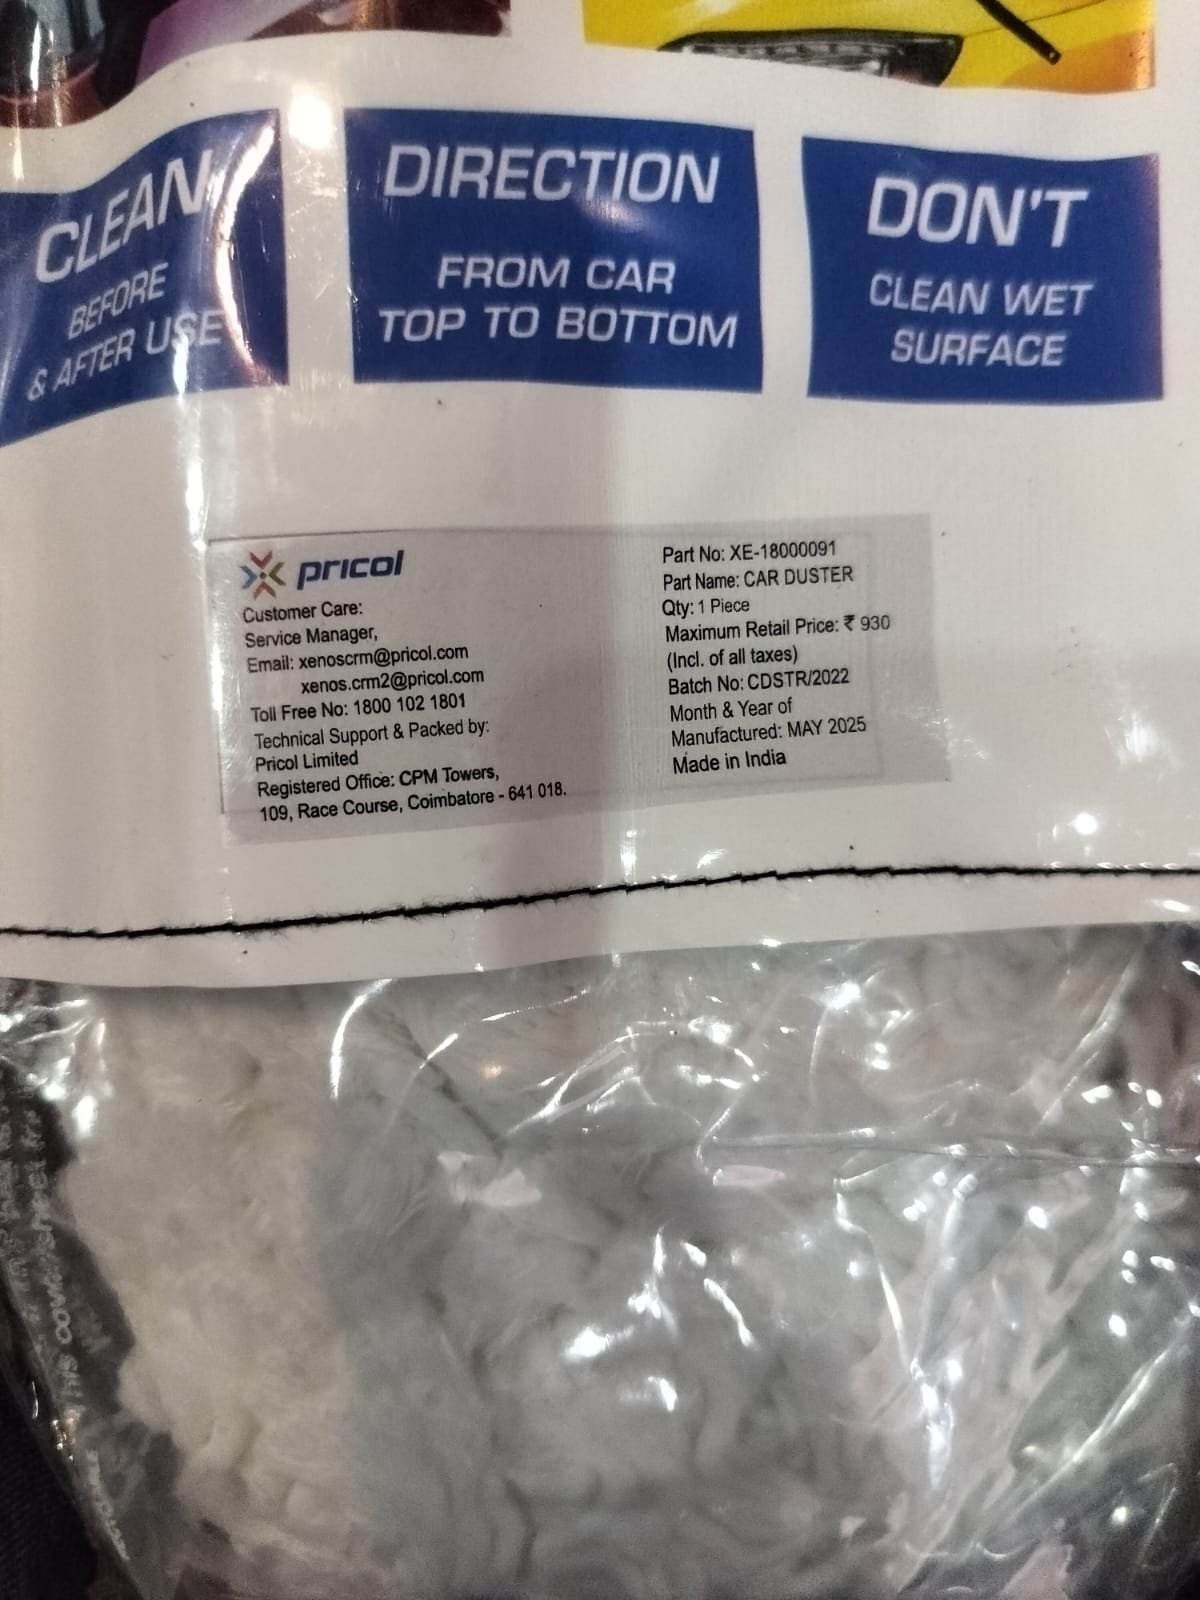 CLEAN
BEFORE
& AFTER USE
DIRECTION
FROM CAR
TOP TO BOTTOM
DON'T
CLEAN WET
SURFACE
pricol
Customer Care:
Service Manager,
Email: xenoscrm@pricol.com
xenos.crm2@pricol.com
Toll Free No: 1800 102 1801
Technical Support & Packed by:
Pricol Limited
Registered Office: CPM Towers,
109, Race Course, Coimbatore - 641 018.
Part No: XE-18000091
Part Name: CAR DUSTER
Qty: 1 Piece
Maximum Retail Price: ₹ 930
(Incl. of all taxes)
Batch No: CDSTR/2022
Month & Year of
Manufactured: MAY 2025
Made in India